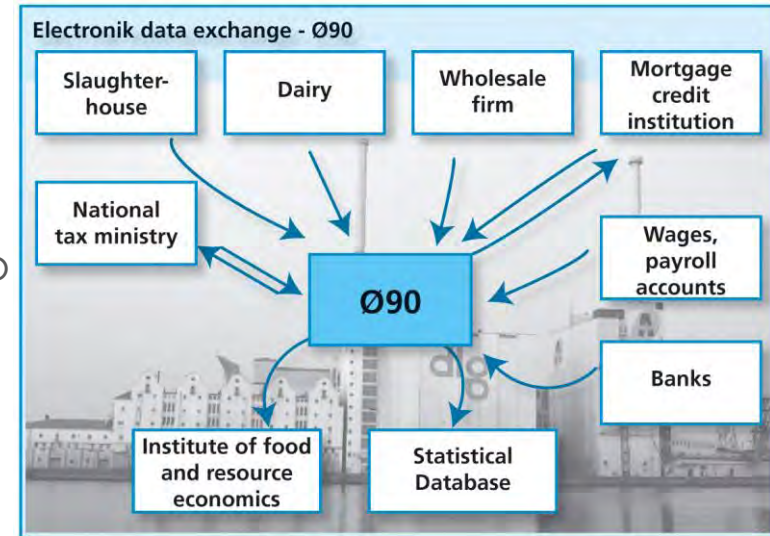 Electronik data exchange - Ø90
Slaughter-
house
Dairy
Wholesale
firm
Mortgage
credit
institution
National
tax ministry
Wages,
payroll
accounts
Ø90
Banks
Institute of food
and resource
economics
Statistical
Database